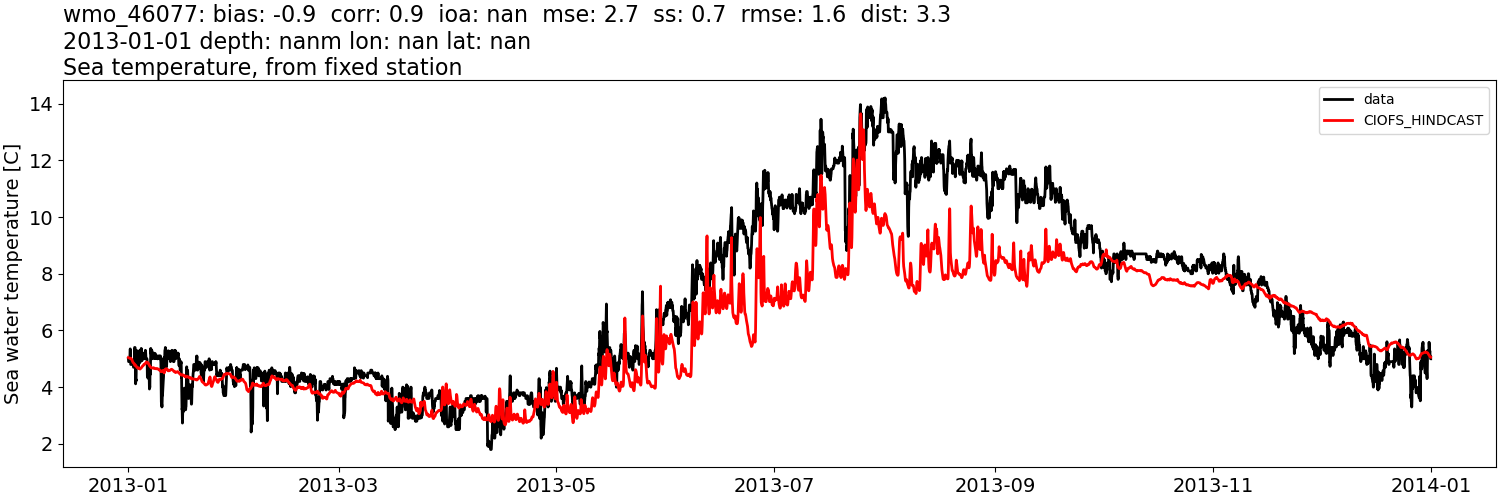 wmo_46077: bias: -0.9  corr: 0.9  ioa: nan  mse: 2.7  ss: 0.7  rmse: 1.6  dist: 3.3
2013-01-01 depth: nanm lon: nan lat: nan
Sea temperature, from fixed station
data
CIOFS_HINDCAST
Sea water temperature [C]
14
12
10
8
6
4
2
2013-01
2013-03
2013-05
2013-07
2013-09
2013-11
2014-01